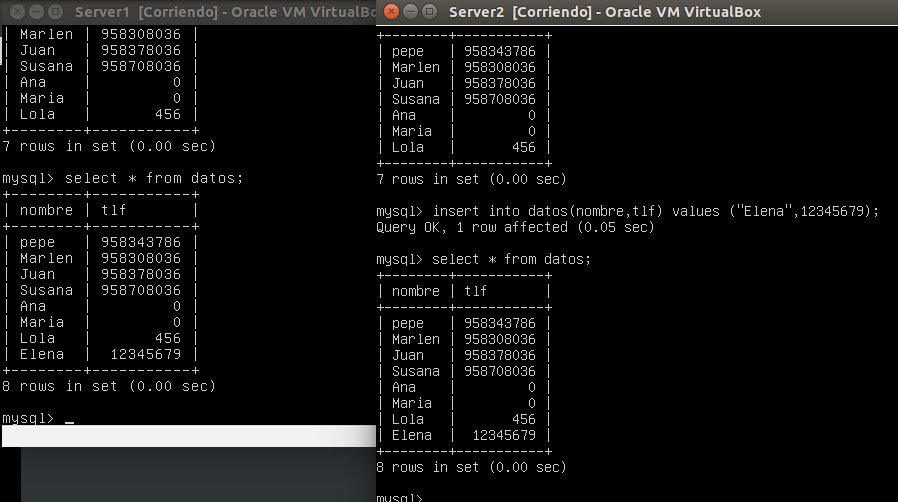 Server1 [Corriendo] - Oracle VM VirtualBo
| Marlen | 958308036 |
| Juan   | 958378036 |
| Susana | 958708036 |
| Ana    |         0 |
| Maria  |         0 |
| Lola   |       456 |
+--------+-----------+
7 rows in set (0.00 sec)
mysql> select * from datos;
+--------+-----------+
| nombre | tlf       |
+--------+-----------+
| pepe   | 958343786 |
| Marlen | 958308036 |
| Juan   | 958378036 |
| Susana | 958708036 |
| Ana    |         0 |
| Maria  |         0 |
| Lola   |       456 |
| Elena  |  12345679 |
+--------+-----------+
8 rows in set (0.00 sec)
mysql> _
Server2 [Corriendo] - Oracle VM VirtualBox
+--------+-----------+
| pepe   | 958343786 |
| Marlen | 958308036 |
| Juan   | 958378036 |
| Susana | 958708036 |
| Ana    |         0 |
| Maria  |         0 |
| Lola   |       456 |
+--------+-----------+
7 rows in set (0.00 sec)
mysql> insert into datos(nombre,tlf) values ("Elena",12345679);
Query OK, 1 row affected (0.05 sec)
mysql> select * from datos;
+--------+-----------+
| nombre | tlf       |
+--------+-----------+
| pepe   | 958343786 |
| Marlen | 958308036 |
| Juan   | 958378036 |
| Susana | 958708036 |
| Ana    |         0 |
| Maria  |         0 |
| Lola   |       456 |
| Elena  |  12345679 |
+--------+-----------+
8 rows in set (0.00 sec)
mysql>